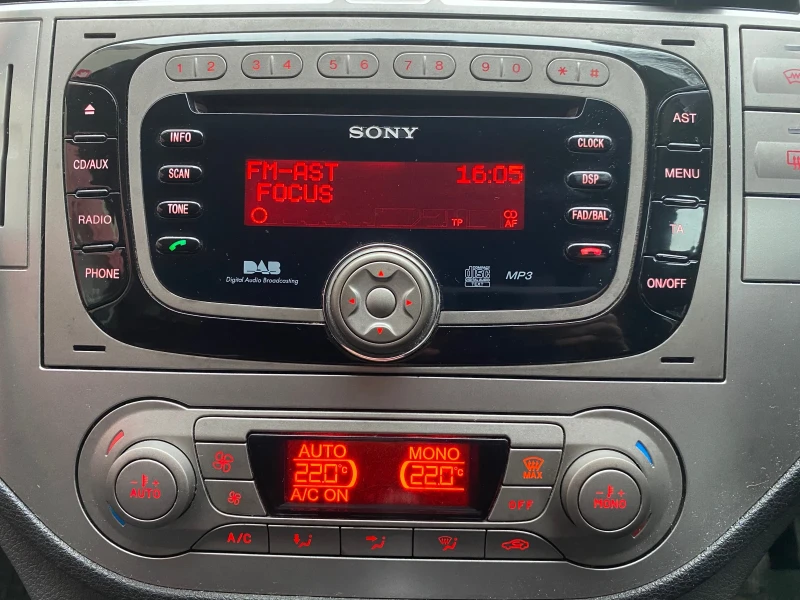 1 2 3 4 5 6 7 8 9 0 * #
SONY
AST
INFO
CLOCK
CD/AUX
SCAN
FM-AST 16:05
DSP
MENU
FOCUS
TONE
FAD/BAL
RADIO
TP CD
AF
TA
DAB
Digital Audio Broadcasting
disc
MP3
PHONE
ON/OFF
AUTO MONO
22.0°C 22.0°C
A/C ON
MAX
- +
AUTO
- +
MONO
OFF
A/C